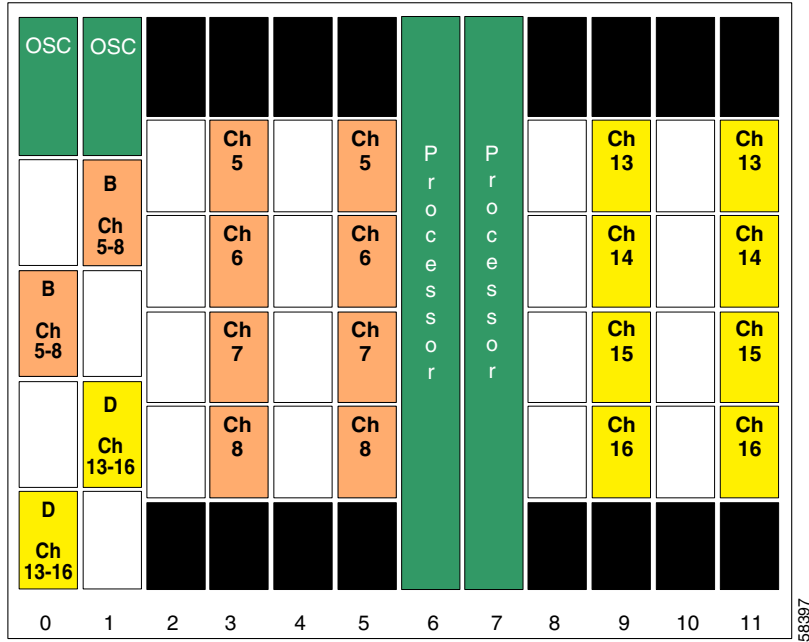 OSC
OSC
B
Ch
5-8
B
Ch
5-8
D
Ch
13-16
D
Ch
13-16
Ch
5
Ch
6
Ch
7
Ch
8
Ch
5
Ch
6
Ch
7
Ch
8
Processor
Processor
Ch
13
Ch
14
Ch
15
Ch
16
Ch
13
Ch
14
Ch
15
Ch
16
0 1 2 3 4 5 6 7 8 9 10 11
58397